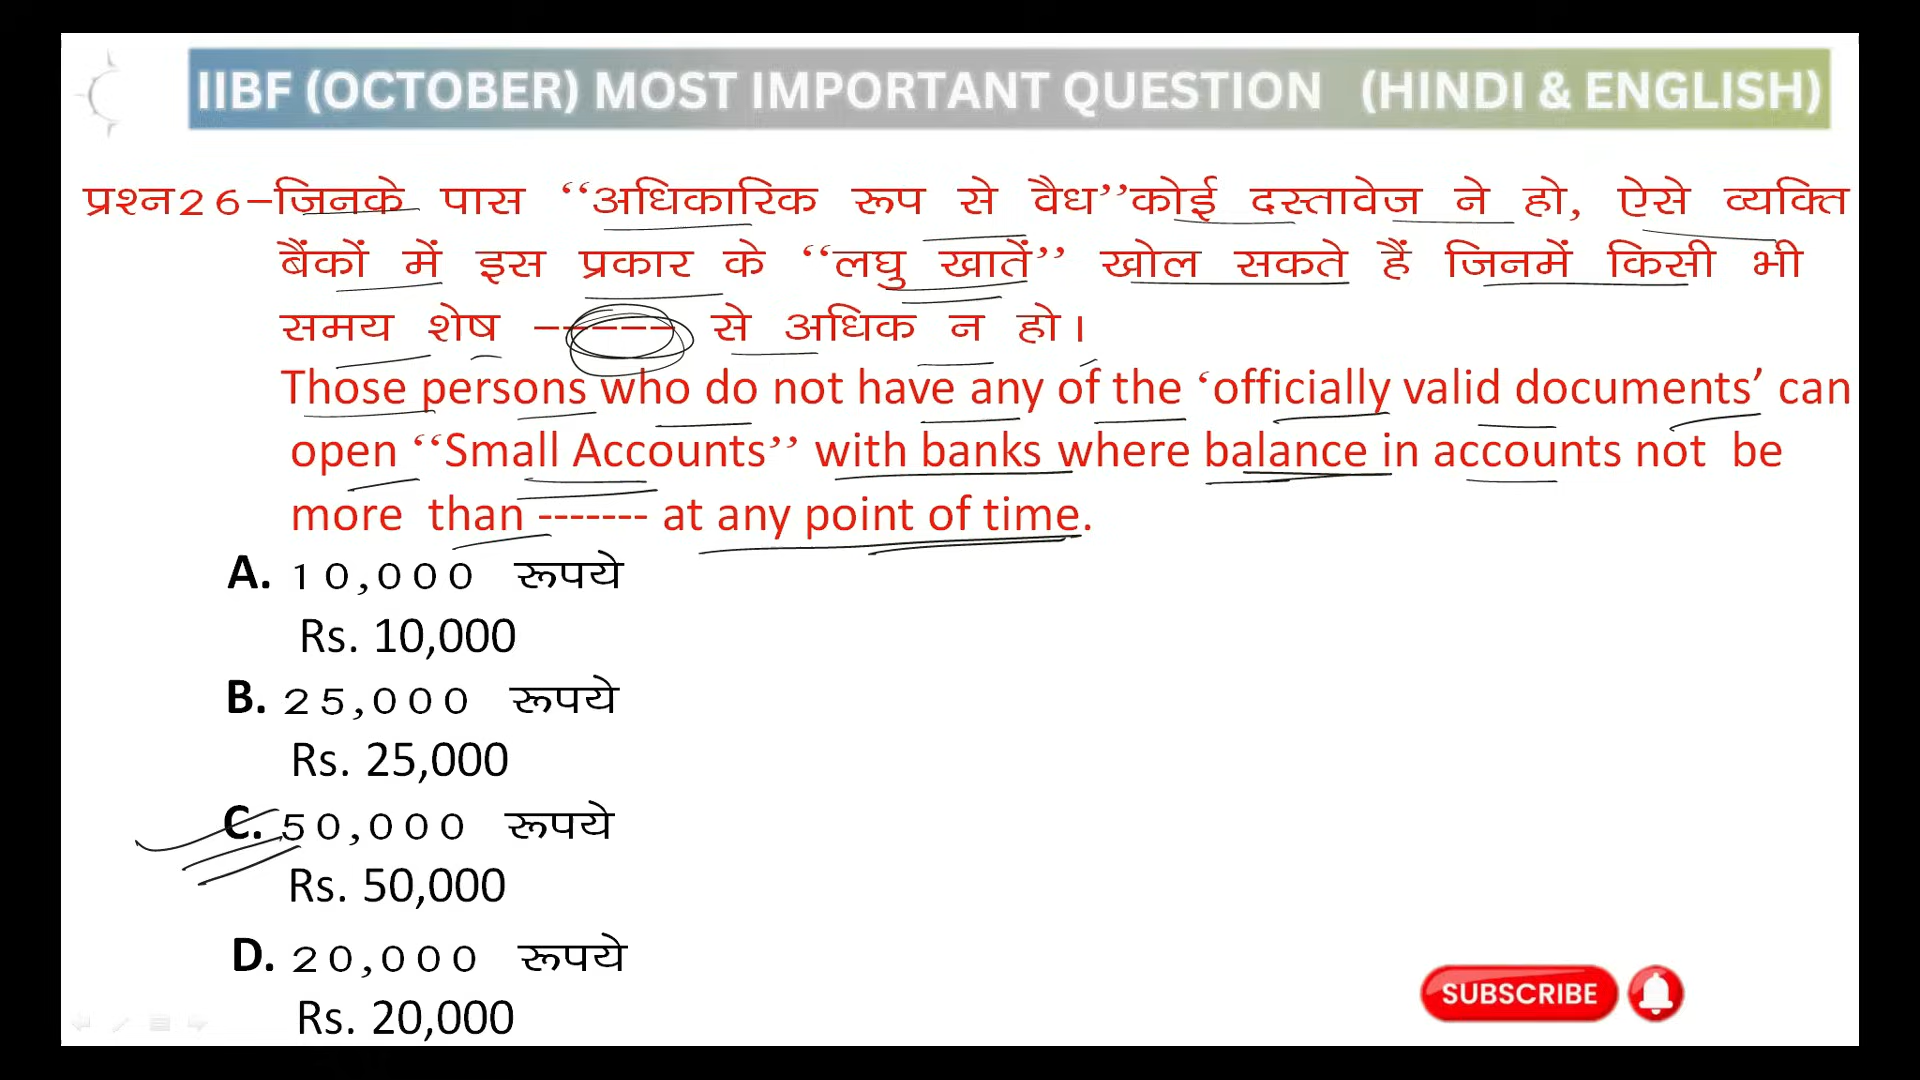 IIBF (OCTOBER) MOST IMPORTANT QUESTION (HINDI & ENGLISH)
प्रश्न26–जिनके पास ‘‘अधिकारिक रूप से वैध’’कोई दस्तावेज ने हो, ऐसे व्यक्ति
बैंकों में इस प्रकार के ‘‘लघु खातें’’ खोल सकते हैं जिनमें किसी भी
समय शेष ------ से अधिक न हो।
Those persons who do not have any of the ‘officially valid documents’ can
open ‘‘Small Accounts’’ with banks where balance in accounts not be
more than ------- at any point of time.
A. 10,000 रूपये
Rs. 10,000
B. 25,000 रूपये
Rs. 25,000
C. 50,000 रूपये
Rs. 50,000
D. 20,000 रूपये
Rs. 20,000
SUBSCRIBE